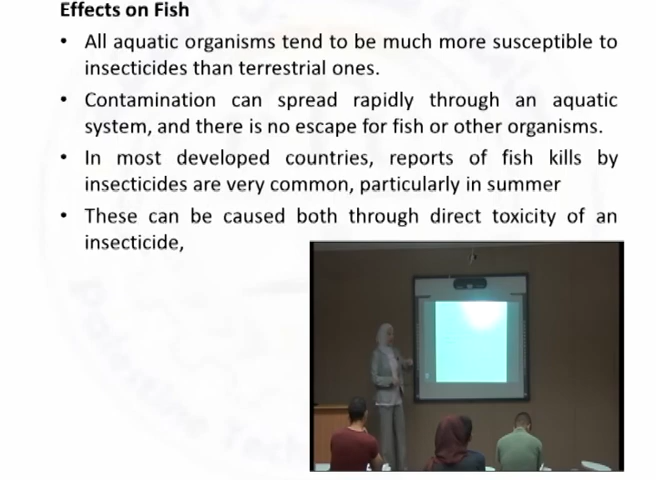 Effects on Fish
• All aquatic organisms tend to be much more susceptible to
insecticides than terrestrial ones.
• Contamination can spread rapidly through an aquatic
system, and there is no escape for fish or other organisms.
• In most developed countries, reports of fish kills by
insecticides are very common, particularly in summer
• These can be caused both through direct toxicity of an
insecticide,